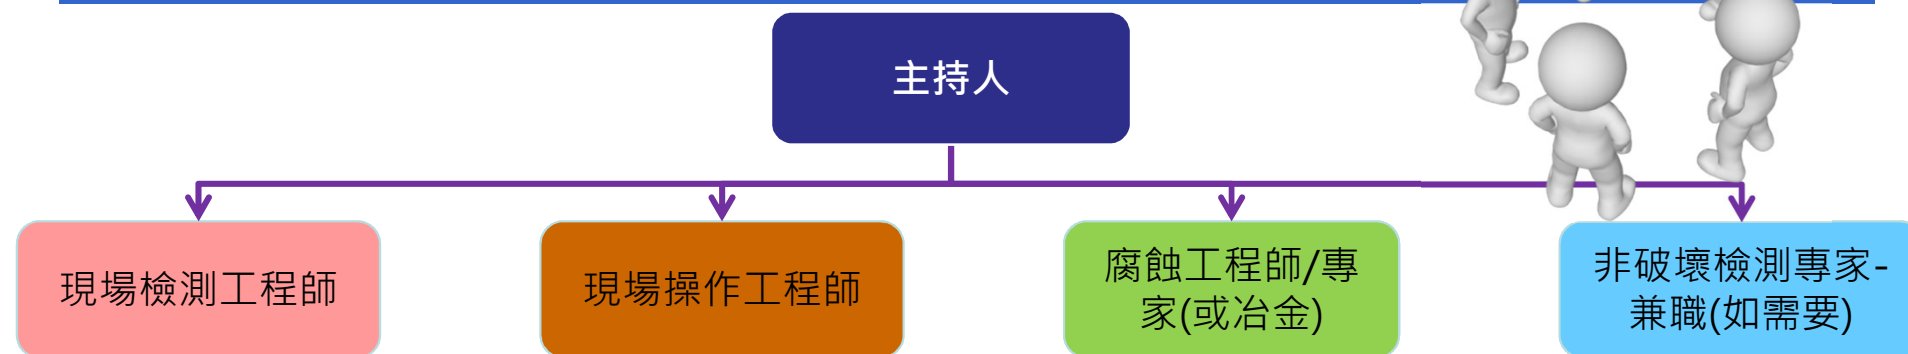 主持人
現場檢測工程師
現場操作工程師
腐蝕工程師/專
家(或冶金)
非破壞檢測專家-
兼職(如需要)